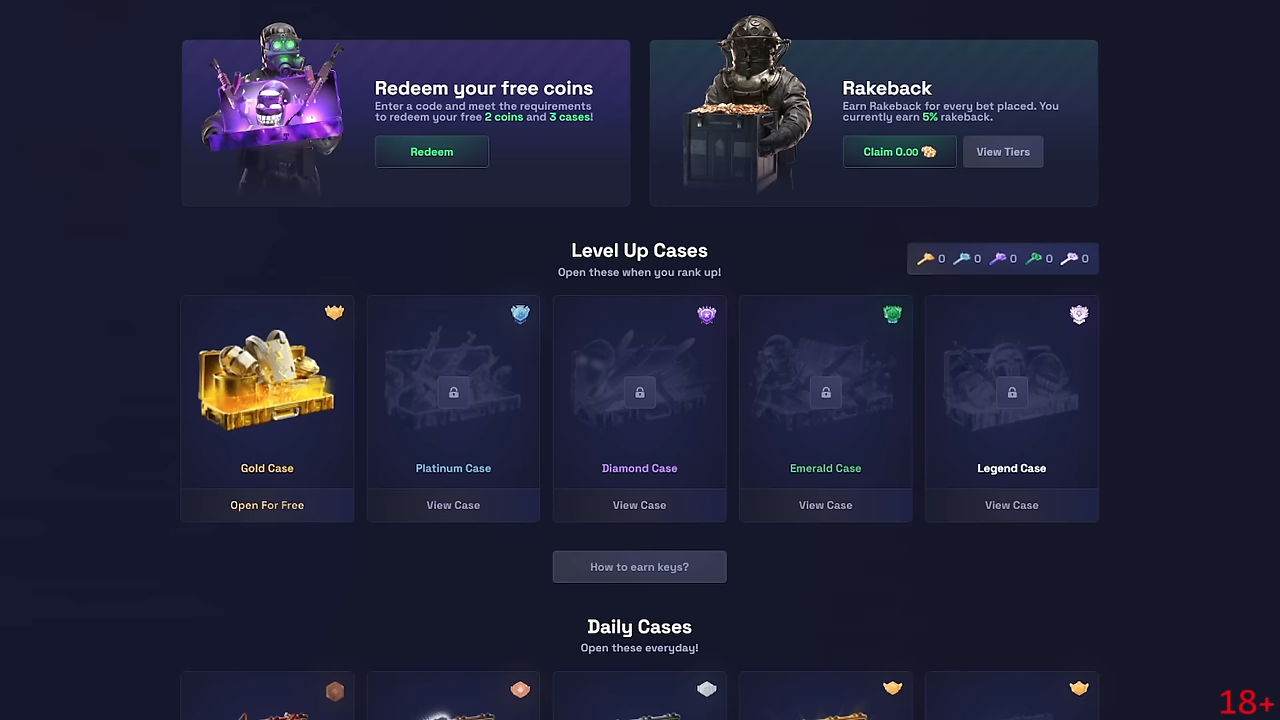 Redeem your free coins
Enter a code and meet the requirements
to redeem your free 2 coins and 3 cases!
Redeem
Rakeback
Earn Rakeback for every bet placed. You
currently earn 5% rakeback.
Claim 0.00
View Tiers
Level Up Cases
Open these when you rank up!
0 0 0 0 0
Gold Case
Open For Free
Platinum Case
View Case
Diamond Case
View Case
Emerald Case
View Case
Legend Case
View Case
How to earn keys?
Daily Cases
Open these everyday!
18+